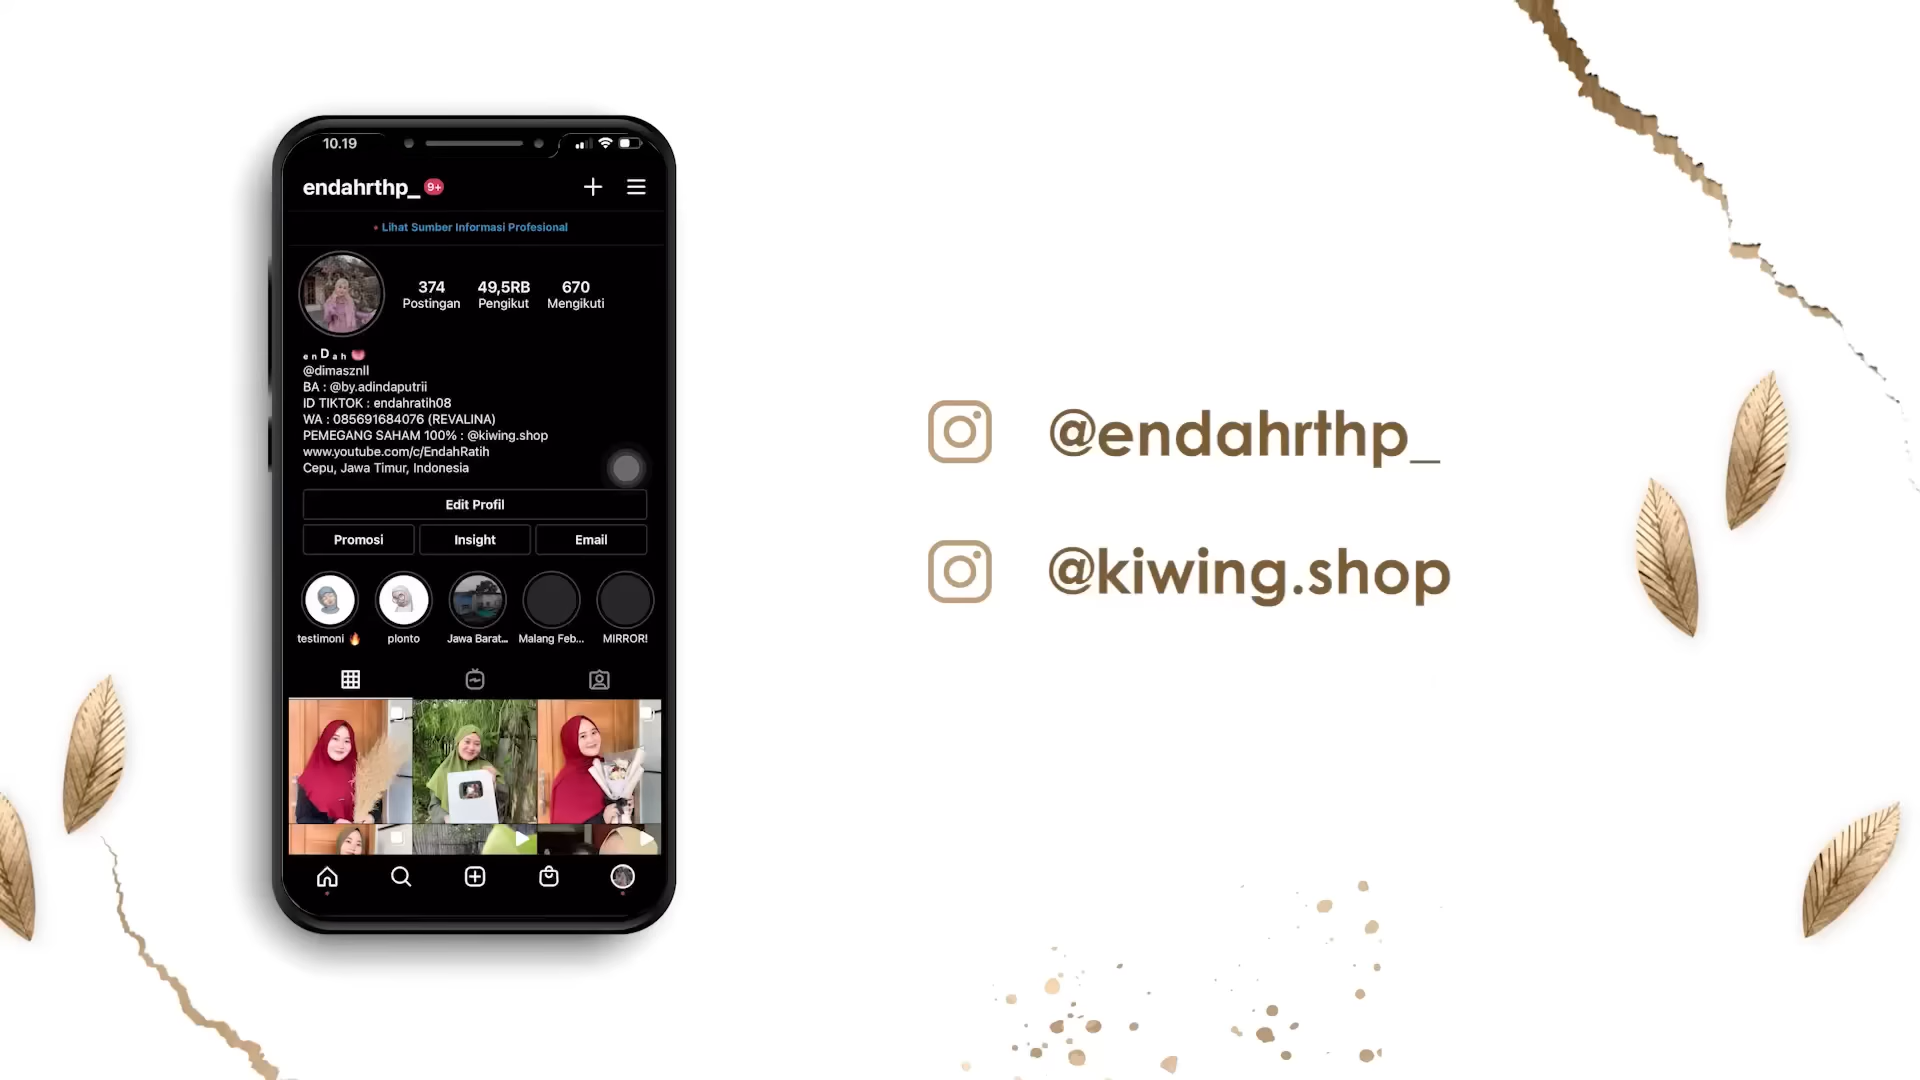 10.19
endahrthp_ 9+
Lihat Sumber Informasi Profesional
374 49,5RB 670
Postingan Pengikut Mengikuti
enDah
@dimasznll
BA : @by.adindaputrii
ID TIKTOK : endahratih08
WA : 085691684076 (REVALINA)
PEMEGANG SAHAM 100% : @kiwing.shop
www.youtube.com/c/EndahRatih
Cepu, Jawa Timur, Indonesia
Edit Profil
Promosi Insight Email
testimoni 🔥 plonto Jawa Barat... Malang Feb... MIRROR!
@endahrthp_
@kiwing.shop